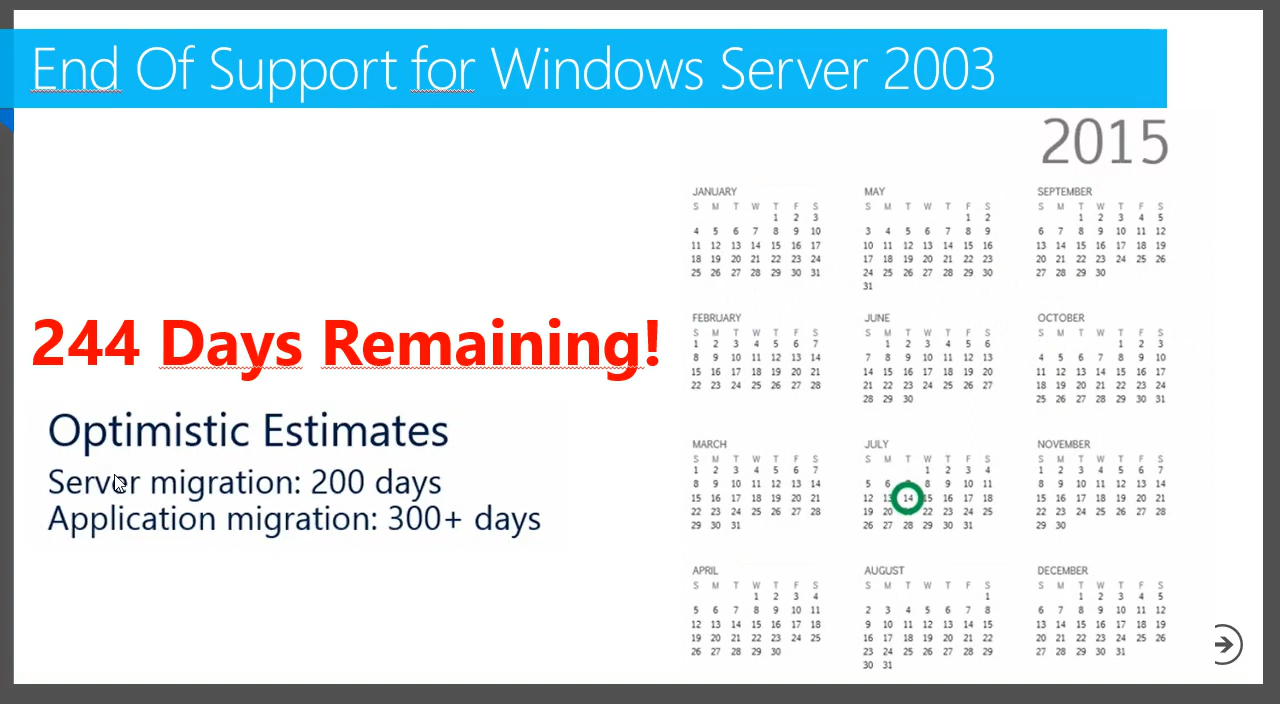 End Of Support for Windows Server 2003
244 Days Remaining!
Optimistic Estimates
Server migration: 200 days
Application migration: 300+ days
2015
JANUARY
S M T W T F S
1 2 3
4 5 6 7 8 9 10
11 12 13 14 15 16 17
18 19 20 21 22 23 24
25 26 27 28 29 30 31
FEBRUARY
S M T W T F S
1 2 3 4 5 6 7
8 9 10 11 12 13 14
15 16 17 18 19 20 21
22 23 24 25 26 27 28
MARCH
S M T W T F S
1 2 3 4 5 6 7
8 9 10 11 12 13 14
15 16 17 18 19 20 21
22 23 24 25 26 27 28
29 30 31
APRIL
S M T W T F S
1 2 3 4
5 6 7 8 9 10 11
12 13 14 15 16 17 18
19 20 21 22 23 24 25
26 27 28 29 30
MAY
S M T W T F S
1 2
3 4 5 6 7 8 9
10 11 12 13 14 15 16
17 18 19 20 21 22 23
24 25 26 27 28 29 30
31
JUNE
S M T W T F S
1 2 3 4 5 6
7 8 9 10 11 12 13
14 15 16 17 18 19 20
21 22 23 24 25 26 27
28 29 30
JULY
S M T W T F S
1 2 3 4
5 6 8 9 10 11
12 13 14 15 16 17 18
19 20 22 23 24 25
26 27 28 29 30 31
AUGUST
S M T W T F S
1
2 3 4 5 6 7 8
9 10 11 12 13 14 15
16 17 18 19 20 21 22
23 24 25 26 27 28 29
30 31
SEPTEMBER
S M T W T F S
1 2 3 4 5
6 7 8 9 10 11 12
13 14 15 16 17 18 19
20 21 22 23 24 25 26
27 28 29 30
OCTOBER
S M T W T F S
1 2 3
4 5 6 7 8 9 10
11 12 13 14 15 16 17
18 19 20 21 22 23 24
25 26 27 28 29 30 31
NOVEMBER
S M T W T F S
1 2 3 4 5 6 7
8 9 10 11 12 13 14
15 16 17 18 19 20 21
22 23 24 25 26 27 28
29 30
DECEMBER
S M T W T F S
1 2 3 4 5
6 7 8 9 10 11 12
13 14 15 16 17 18 19
20 21 22 23 24 25 26
27 28 29 30 31